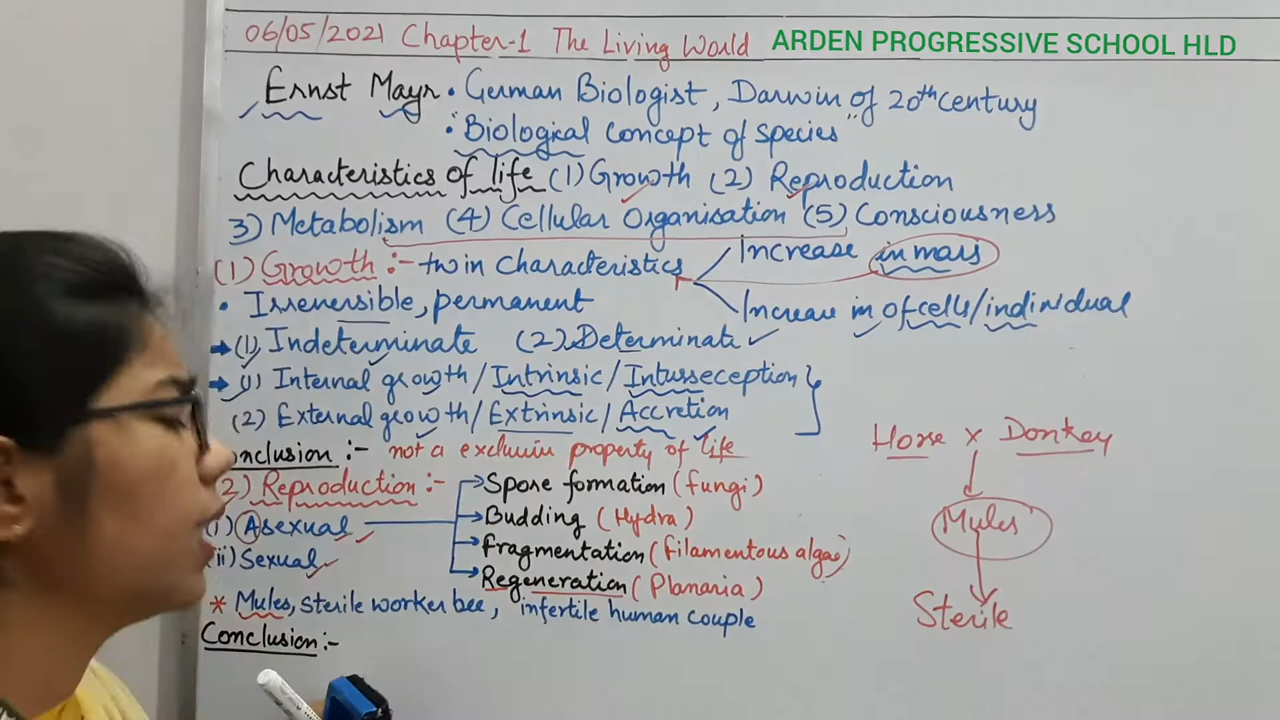 06/05/2021 Chapter-1 The Living World ARDEN PROGRESSIVE SCHOOL HLD
Ernst Mayr • German Biologist, Darwin of 20th century
• "Biological concept of species"
Characteristics of life (1) Growth (2) Reproduction
3) Metabolism (4) Cellular Organisation (5) Consciousness
(1) Growth :- twin characteristics
Increase in mass
Increase in of cells/individual
• Irreversible, permanent
(1) Indeterminate (2) Determinate
(1) Internal growth/Intrinsic/Intusseception
(2) External growth/Extrinsic/Accretion
onclusion :- not a exclusive property of life
2) Reproduction :-
(i) Asexual
(ii) Sexual
Spore formation (fungi)
Budding (Hydra)
Fragmentation (filamentous algae)
Regeneration (Planaria)
* Mules, sterile worker bee, infertile human couple
Conclusion :-
Horse x Donkey
Mules
Sterile